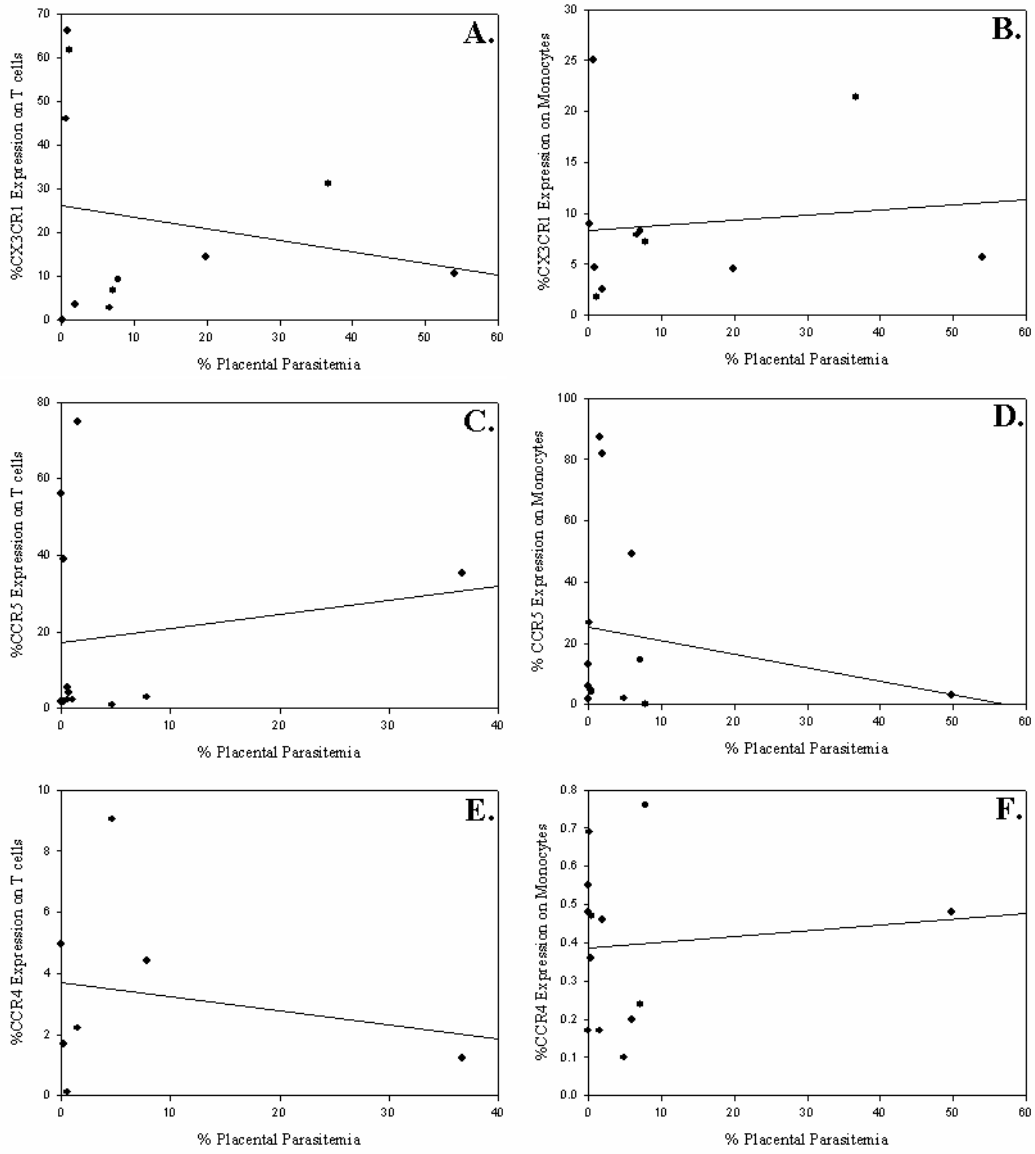 A.
%CX3CR1 Expression on T cells
70
60
50
40
30
20
10
0
0 10 20 30 40 50 60
% Placental Parasitemia
B.
%CX3CR1 Expression on Monocytes
30
25
20
15
10
5
0
0 10 20 30 40 50 60
% Placental Parasitemia
C.
%CCR5 Expression on T cells
80
60
40
20
0
0 10 20 30 40
% Placental Parasitemia
D.
% CCR5 Expression on Monocytes
100
80
60
40
20
0
0 10 20 30 40 50 60
% Placental Parasitemia
E.
%CCR4 Expression on T cells
10
8
6
4
2
0
0 10 20 30 40
% Placental Parasitemia
F.
%CCR4 Expression on Monocytes
0.8
0.7
0.6
0.5
0.4
0.3
0.2
0.1
0.0
0 10 20 30 40 50 60
% Placental Parasitemia